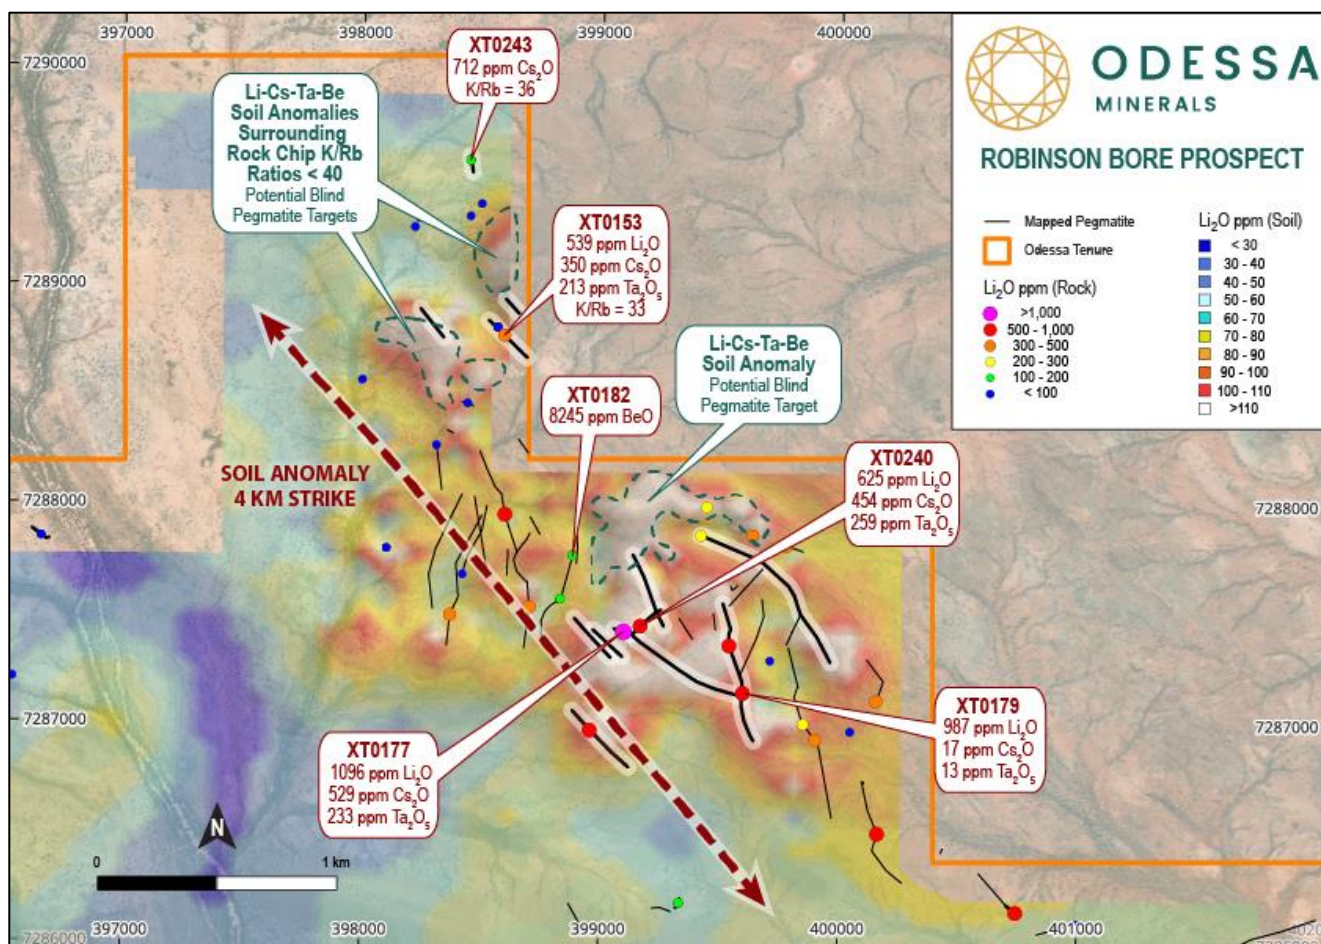 397000
398000
399000
400000
7290000
7289000
7288000
7287000
7286000
XT0243
712 ppm Cs₂O
K/Rb = 36
Li-Cs-Ta-Be
Soil Anomalies
Surrounding
Rock Chip K/Rb
Ratios < 40
Potential Blind
Pegmatite Targets
XT0153
539 ppm Li₂O
350 ppm Cs₂O
213 ppm Ta₂O₅
K/Rb = 33
Li-Cs-Ta-Be
Soil Anomaly
Potential Blind
Pegmatite Target
XT0182
8245 ppm BeO
SOIL ANOMALY
4 KM STRIKE
XT0240
625 ppm Li₂O
454 ppm Cs₂O
259 ppm Ta₂O₅
XT0177
1096 ppm Li₂O
529 ppm Cs₂O
233 ppm Ta₂O₅
XT0179
987 ppm Li₂O
17 ppm Cs₂O
13 ppm Ta₂O₅
N
0
1 km
ODESSA
MINERALS
ROBINSON BORE PROSPECT
Mapped Pegmatite
Odessa Tenure
Li₂O ppm (Rock)
>1,000
500 - 1,000
300 - 500
200 - 300
100 - 200
< 100
Li₂O ppm (Soil)
< 30
30 - 40
40 - 50
50 - 60
60 - 70
70 - 80
80 - 90
90 - 100
100 - 110
>110
7288000
7287000
397000
398000
399000
400000
401000